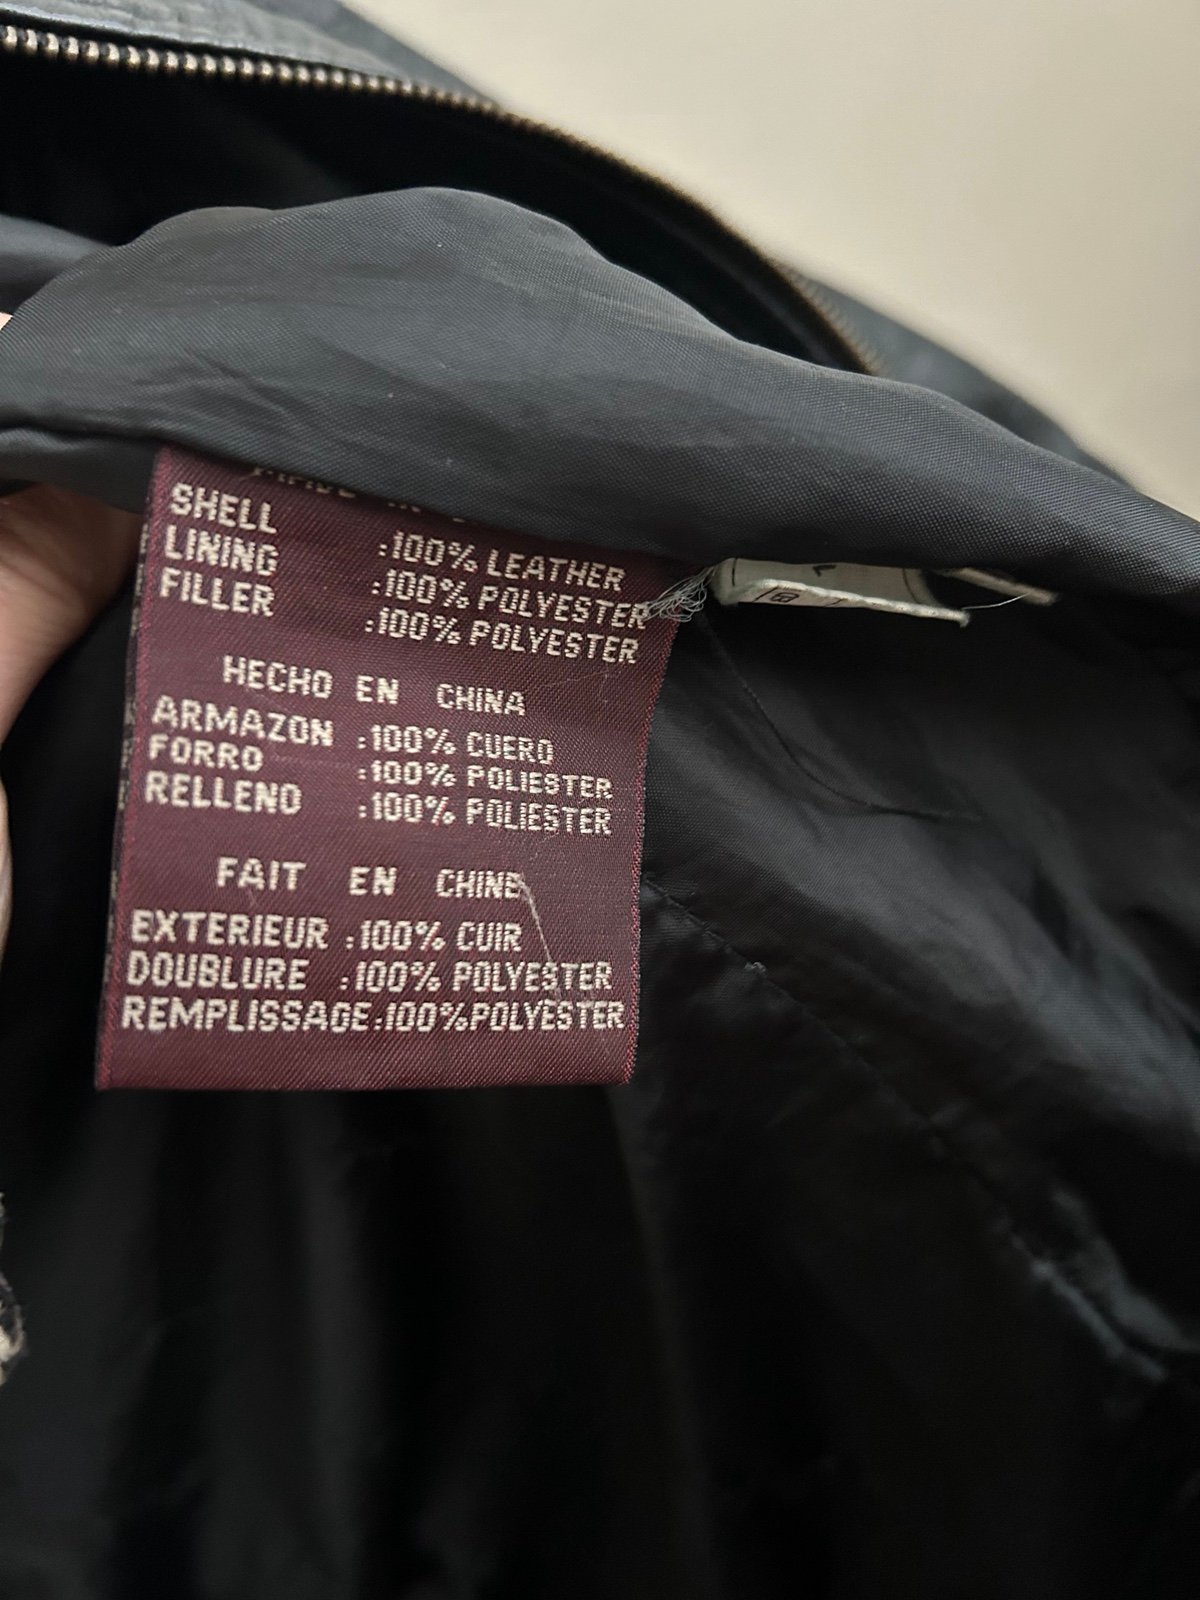 SHELL :100% LEATHER
LINING :100% POLYESTER
FILLER :100% POLYESTER
HECHO EN CHINA
ARMAZON :100% CUERO
FORRO :100% POLIESTER
RELLENO :100% POLIESTER
FAIT EN CHINE
EXTERIEUR :100% CUIR
DOUBLURE :100% POLYESTER
REMPLISSAGE:100%POLYESTER